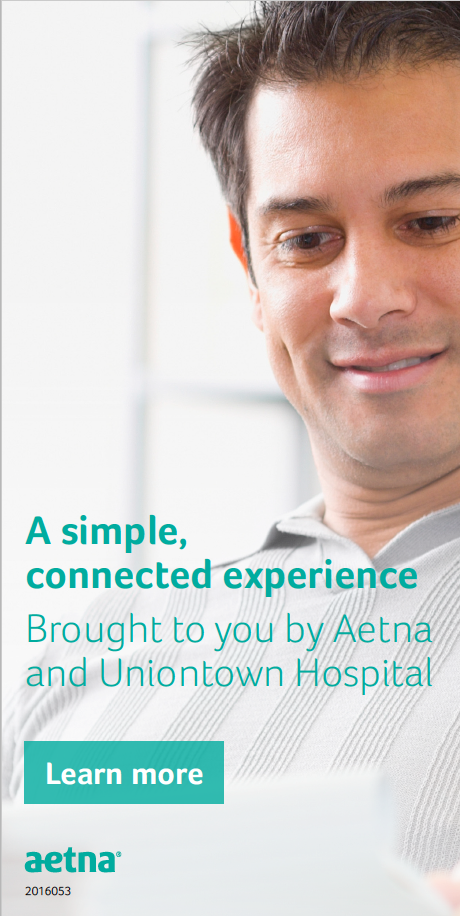 A simple,
connected experience
Brought to you by Aetna
and Uniontown Hospital
Learn more
aetna®
2016053